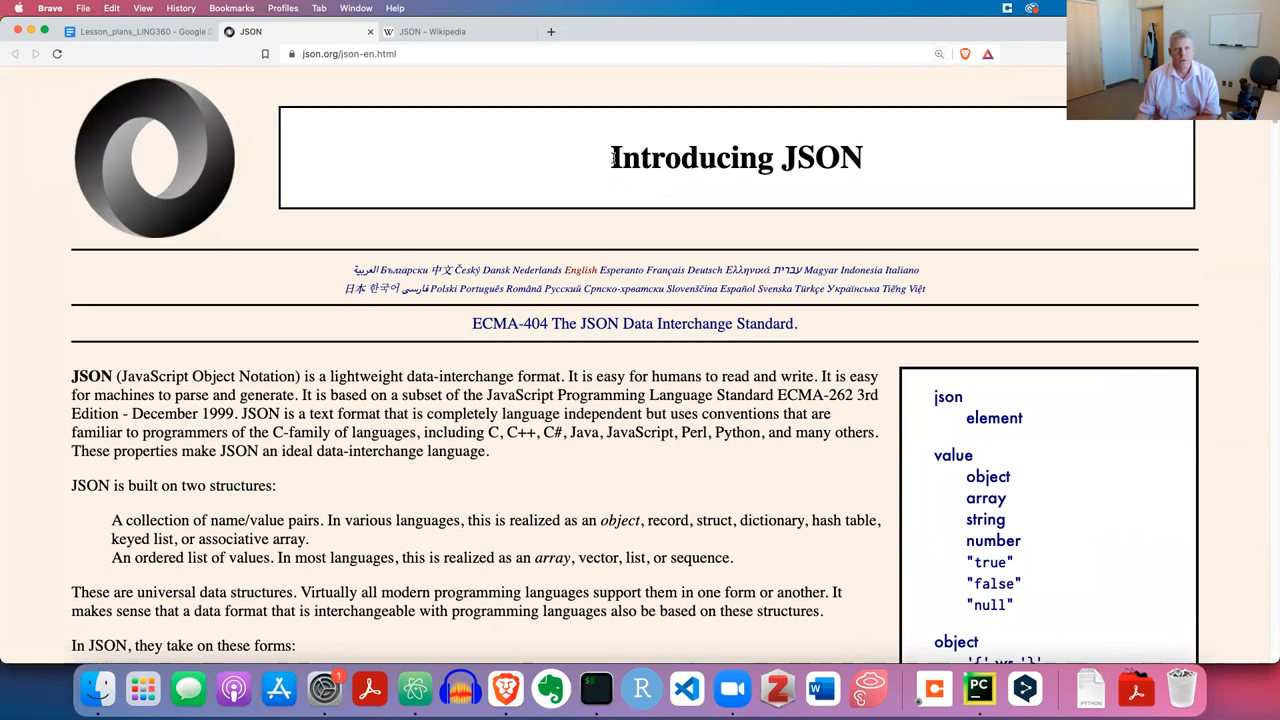 Brave File Edit View History Bookmarks Profiles Tab Window Help
Lesson_plans_LING360 - Google D
JSON
JSON - Wikipedia
json.org/json-en.html
Introducing JSON
العربية Български 中文 Český Dansk Nederlands English Esperanto Français Deutsch Ελληνικά עברית Magyar Indonesia Italiano
日本 한국어 فارسی Polski Português Română Русский Српско-хрватски Slovenščina Español Svenska Türkçe Українська Tiếng Việt
ECMA-404 The JSON Data Interchange Standard.
JSON (JavaScript Object Notation) is a lightweight data-interchange format. It is easy for humans to read and write. It is easy
for machines to parse and generate. It is based on a subset of the JavaScript Programming Language Standard ECMA-262 3rd
Edition - December 1999. JSON is a text format that is completely language independent but uses conventions that are
familiar to programmers of the C-family of languages, including C, C++, C#, Java, JavaScript, Perl, Python, and many others.
These properties make JSON an ideal data-interchange language.
JSON is built on two structures:
A collection of name/value pairs. In various languages, this is realized as an object, record, struct, dictionary, hash table,
keyed list, or associative array.
An ordered list of values. In most languages, this is realized as an array, vector, list, or sequence.
These are universal data structures. Virtually all modern programming languages support them in one form or another. It
makes sense that a data format that is interchangeable with programming languages also be based on these structures.
In JSON, they take on these forms:
json
element
value
object
array
string
number
"true"
"false"
"null"
object
'{' ws '}'
1
R
W
C
PC
PYTHON